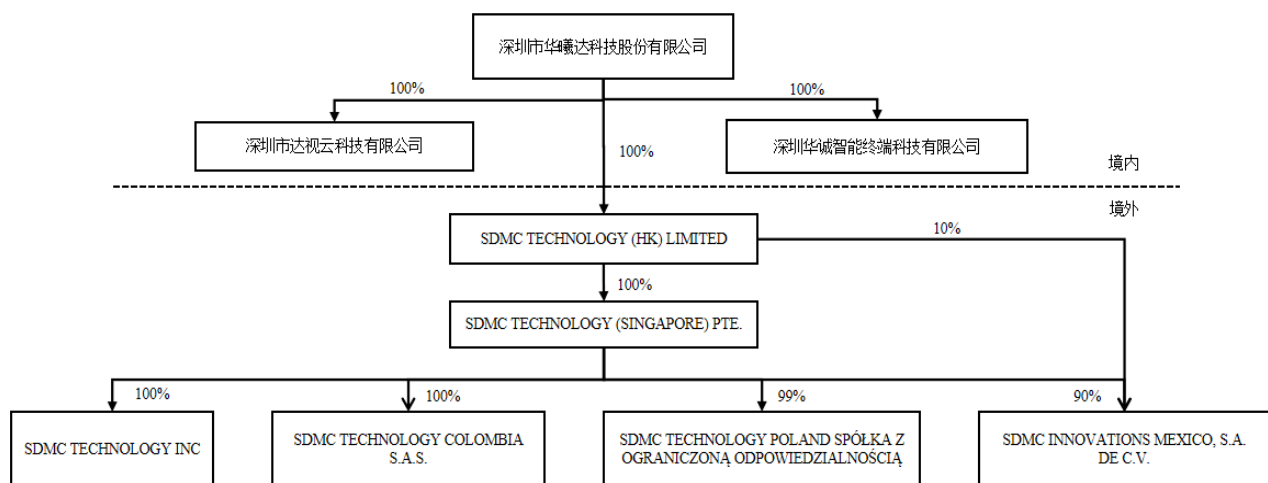 深圳市华曦达科技股份有限公司
100%
100%
深圳市达视云科技有限公司
100%
深圳华诚智能终端科技有限公司
境内
境外
SDMC TECHNOLOGY (HK) LIMITED
10%
100%
SDMC TECHNOLOGY (SINGAPORE) PTE.
100%
100%
99%
90%
SDMC TECHNOLOGY INC
SDMC TECHNOLOGY COLOMBIA
S.A.S.
SDMC TECHNOLOGY POLAND SPÓŁKA Z
OGRANICZONĄ ODPOWIEDZIALNOŚCIĄ
SDMC INNOVATIONS MEXICO, S.A.
DE C.V.